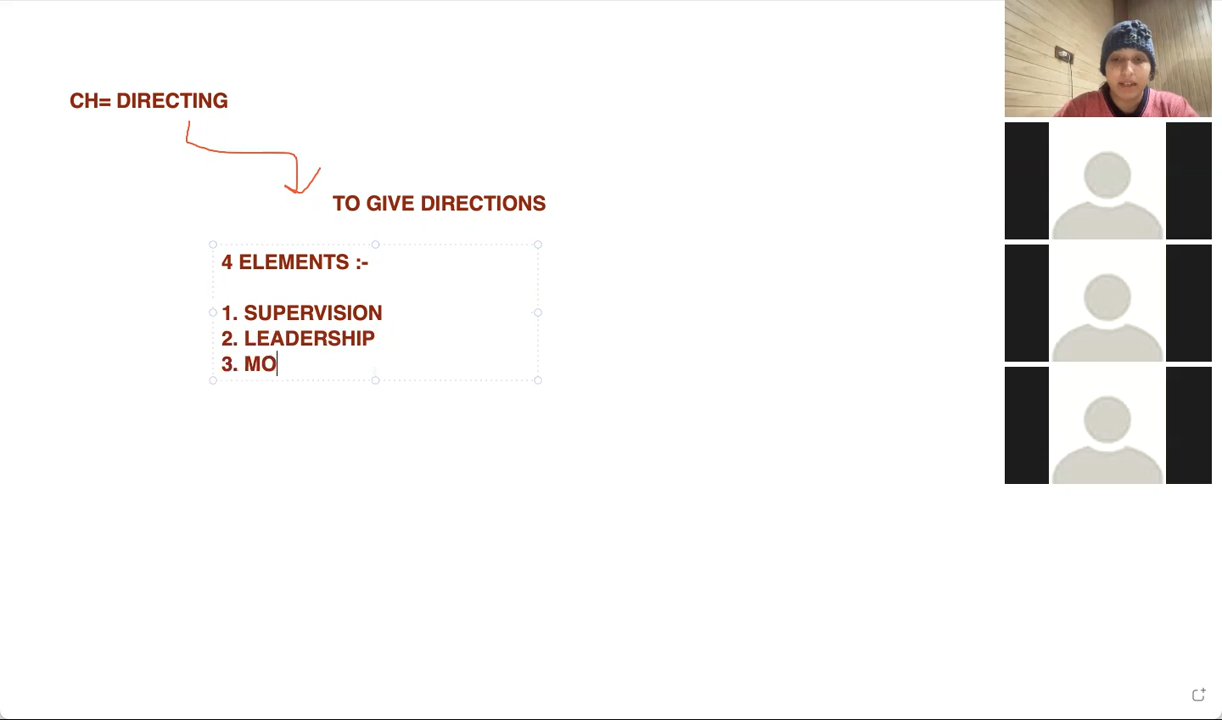 CH= DIRECTING
TO GIVE DIRECTIONS
4 ELEMENTS :-
1. SUPERVISION
2. LEADERSHIP
3. MO